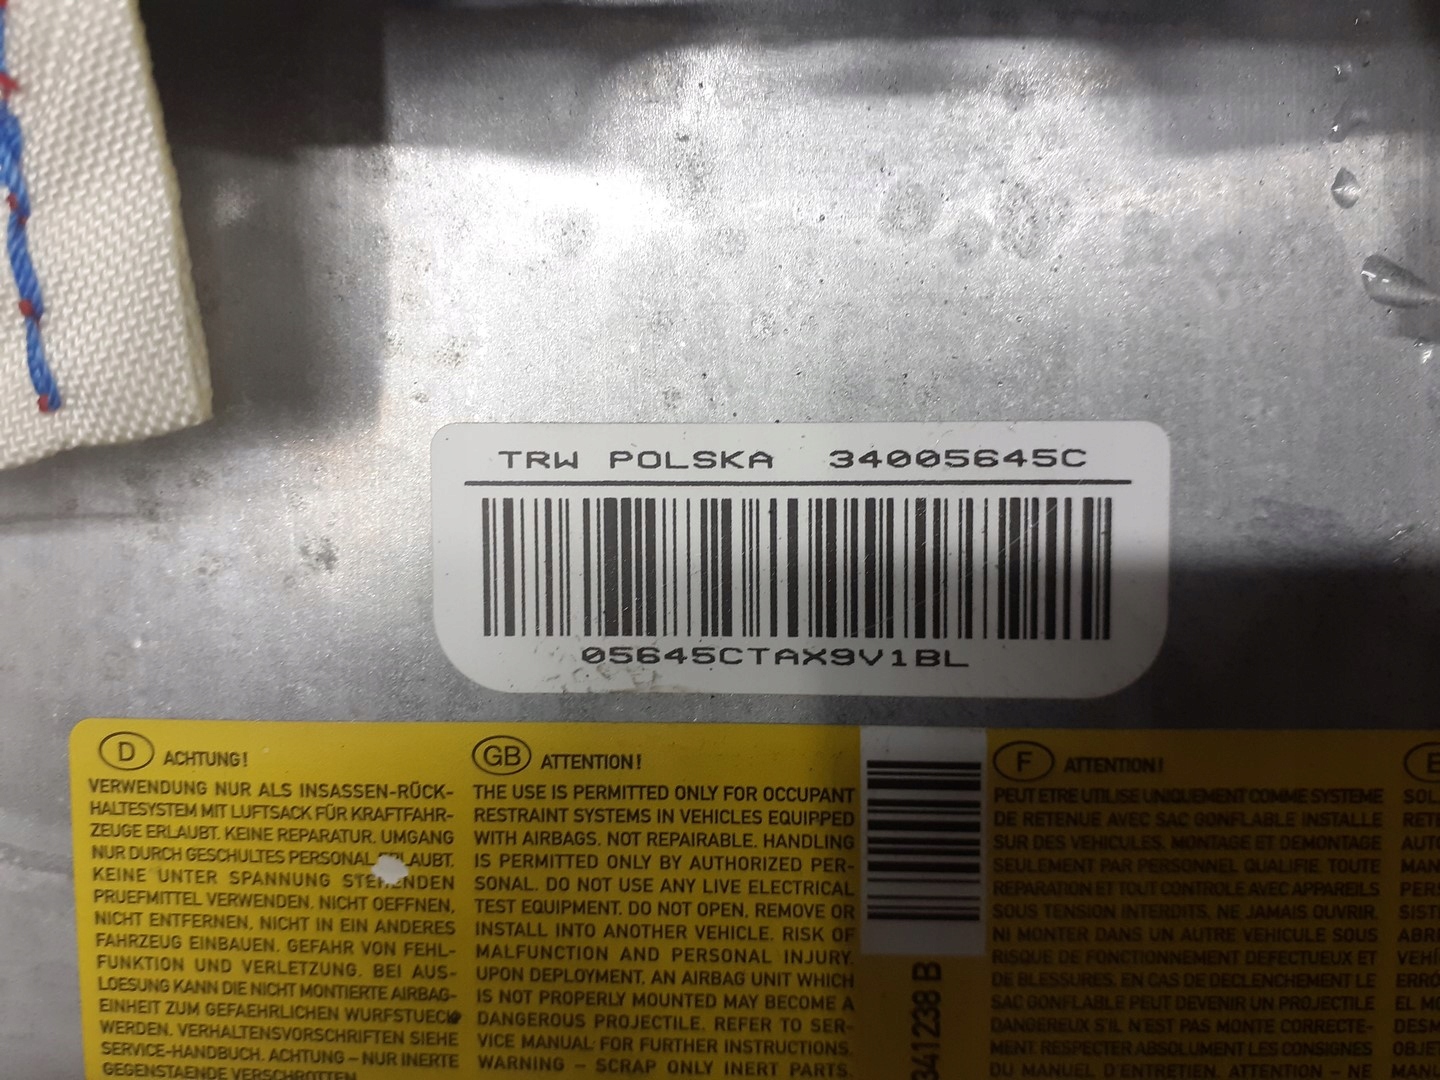 TRW POLSKA 34005645C
05645CTAX9V1BL
D ACHTUNG!
VERWENDUNG NUR ALS INSASSEN-RÜCK-
HALTESYSTEM MIT LUFTSACK FÜR KRAFTFAHR-
ZEUGE ERLAUBT. KEINE REPARATUR. UMGANG
NUR DURCH GESCHULTES PERSONAL
KEINE UNTER SPANNUNG STEHENDEN
PRUEFMITTEL VERWENDEN, NICHT OEFFNEN,
NICHT ENTFERNEN, NICHT IN EIN ANDERES
FAHRZEUG EINBAUEN. GEFAHR VON FEHL-
FUNKTION UND VERLETZUNG. BEI AUS-
LOESUNG KANN DIE NICHT MONTIERTE AIRBAG-
EINHEIT ZUM GEFAEHRLICHEN WURFSTUECK
WERDEN. VERHALTENSVORSCHRIFTEN SIEHE
SERVICE-HANDBUCH. ACHTUNG – NUR INERTE
GEGENSTAENDE VERSCHROTTEN.
GB ATTENTION!
THE USE IS PERMITTED ONLY FOR OCCUPANT
RESTRAINT SYSTEMS IN VEHICLES EQUIPPED
WITH AIRBAGS. NOT REPAIRABLE. HANDLING
IS PERMITTED ONLY BY AUTHORIZED PER-
SONAL. DO NOT USE ANY LIVE ELECTRICAL
TEST EQUIPMENT. DO NOT OPEN, REMOVE OR
INSTALL INTO ANOTHER VEHICLE. RISK OF
MALFUNCTION AND PERSONAL INJURY.
UPON DEPLOYMENT, AN AIRBAG UNIT WHICH
IS NOT PROPERLY MOUNTED MAY BECOME A
DANGEROUS PROJECTILE. REFER TO SER-
VICE MANUAL FOR FURTHER INSTRUCTIONS.
WARNING – SCRAP ONLY INERT PARTS.
341238 B
F ATTENTION!
PEUT ETRE UTILISE UNIQUEMENT COMME SYSTEME
DE RETENUE AVEC SAC GONFLABLE INSTALLE
SUR DES VEHICULES. MONTAGE ET DEMONTAGE
SEULEMENT PAR PERSONNEL QUALIFIE. TOUTE
REPARATION ET TOUT CONTROLE AVEC APPAREILS
SOUS TENSION INTERDITS. NE JAMAIS OUVRIR,
NI MONTER DANS UN AUTRE VEHICULE SOUS
RISQUE DE FONCTIONNEMENT DEFECTUEUX ET
DE BLESSURES. EN CAS DE DECLENCHEMENT LE
SAC GONFLABLE PEUT DEVENIR UN PROJECTILE
DANGEREUX S'IL N'EST PAS MONTE CORRECTE-
MENT. RESPECTER ABSOLUMENT LES CONSIGNES
DU MANUEL D'ENTRETIEN. ATTENTION – NE